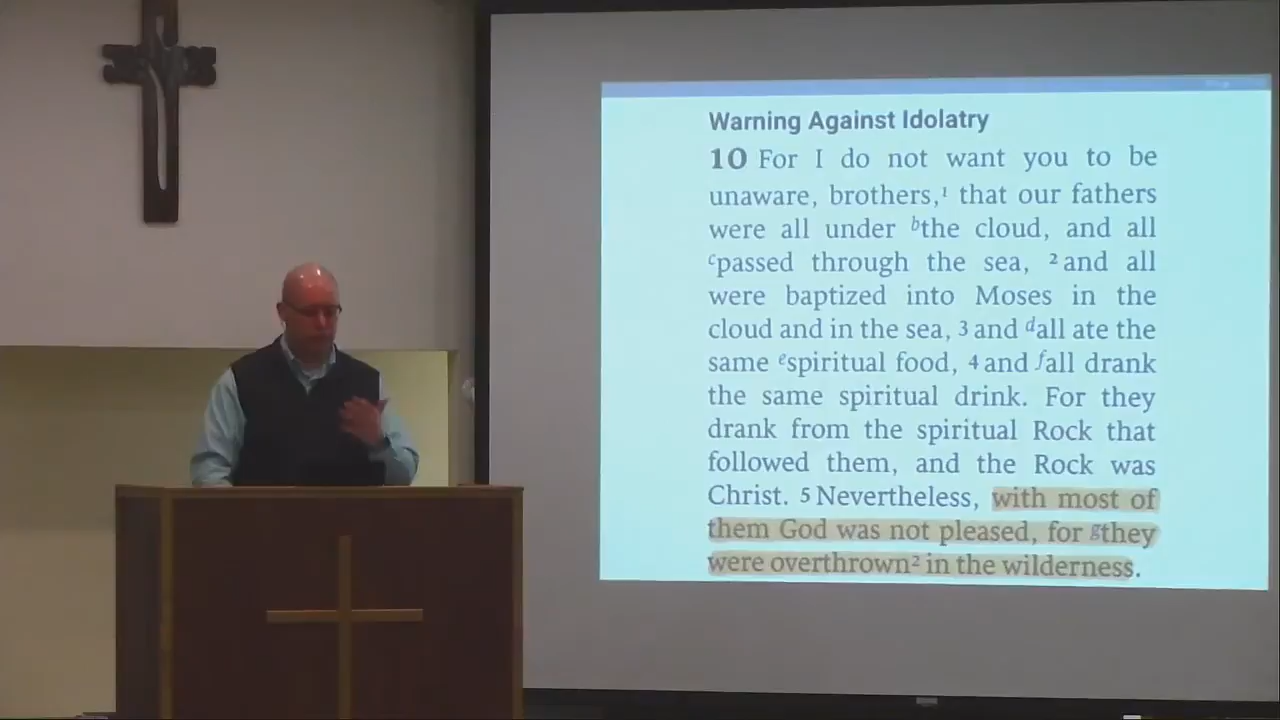 Warning Against Idolatry
10 For I do not want you to be
unaware, brothers,¹ that our fathers
were all under ᵇthe cloud, and all
ᶜpassed through the sea, ² and all
were baptized into Moses in the
cloud and in the sea, 3 and ᵈall ate the
same ᵉspiritual food, 4 and ᶠall drank
the same spiritual drink. For they
drank from the spiritual Rock that
followed them, and the Rock was
Christ. 5 Nevertheless, with most of
them God was not pleased, for ᵍthey
were overthrown² in the wilderness.